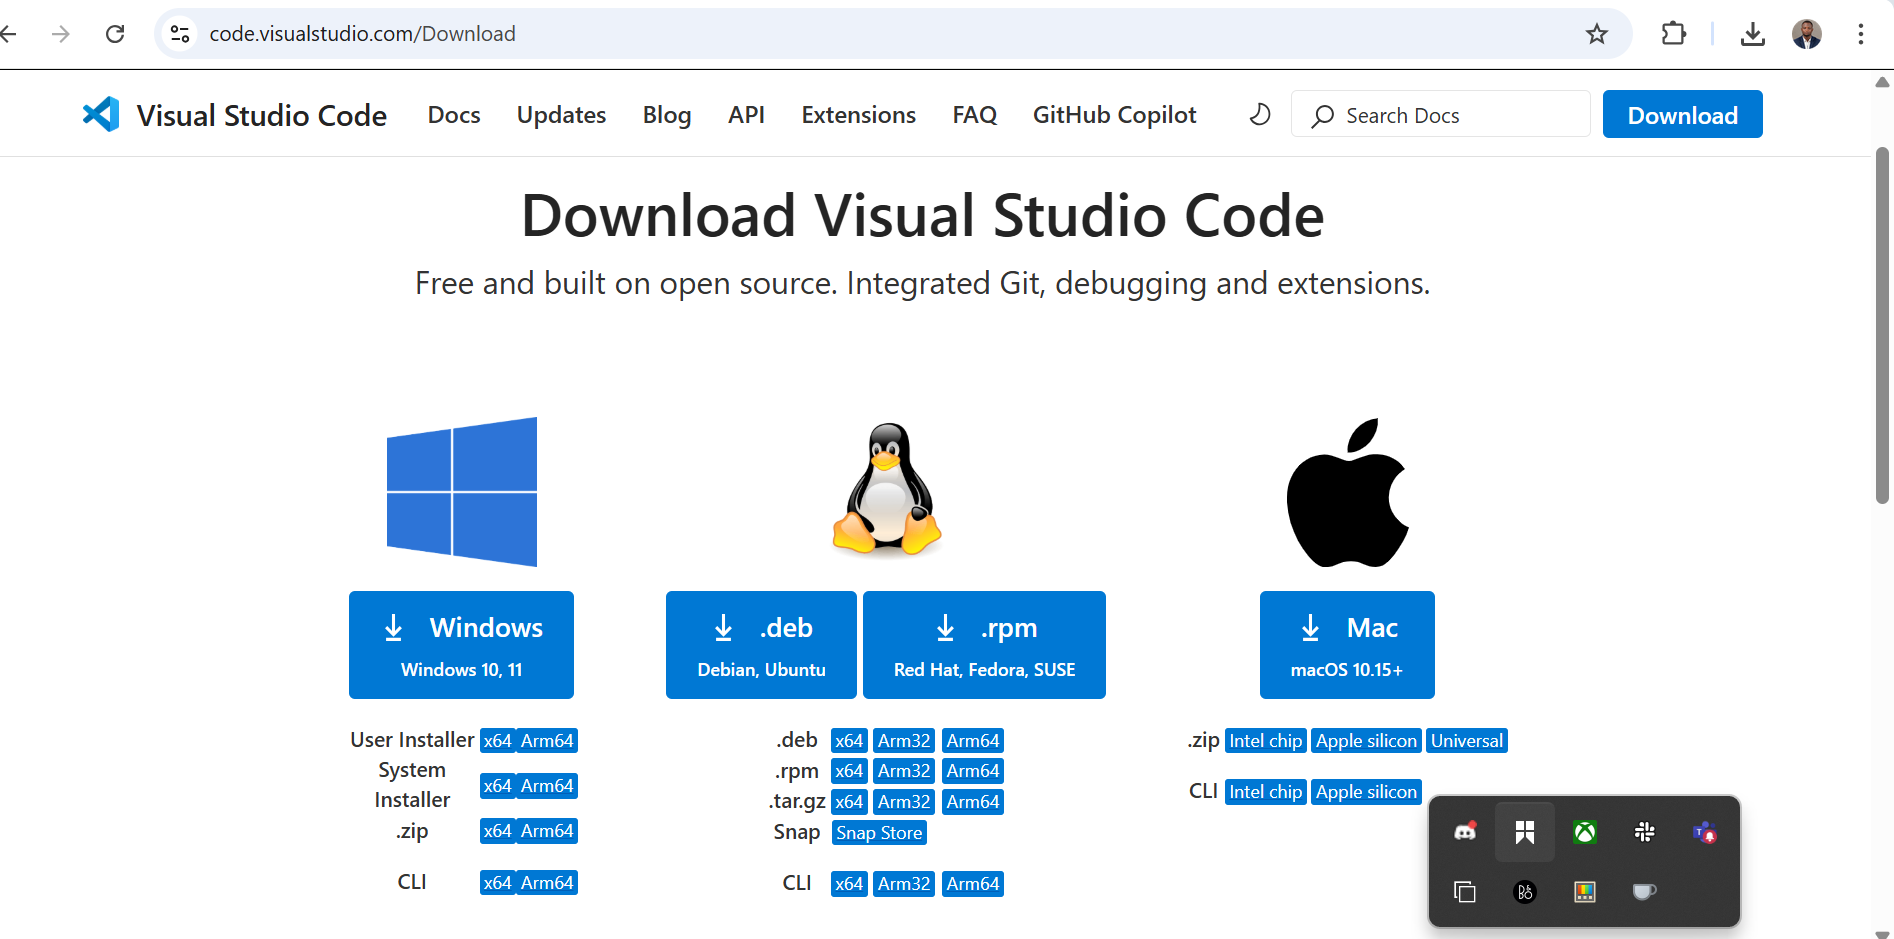 code.visualstudio.com/Download
Visual Studio Code
Docs
Updates
Blog
API
Extensions
FAQ
GitHub Copilot
Search Docs
Download
Download Visual Studio Code
Free and built on open source. Integrated Git, debugging and extensions.
Windows
Windows 10, 11
User Installer x64 Arm64
System
Installer x64 Arm64
.zip x64 Arm64
CLI x64 Arm64
.deb
Debian, Ubuntu
.rpm
Red Hat, Fedora, SUSE
.deb x64 Arm32 Arm64
.rpm x64 Arm32 Arm64
.tar.gz x64 Arm32 Arm64
Snap Snap Store
CLI x64 Arm32 Arm64
Mac
macOS 10.15+
.zip Intel chip Apple silicon Universal
CLI Intel chip Apple silicon